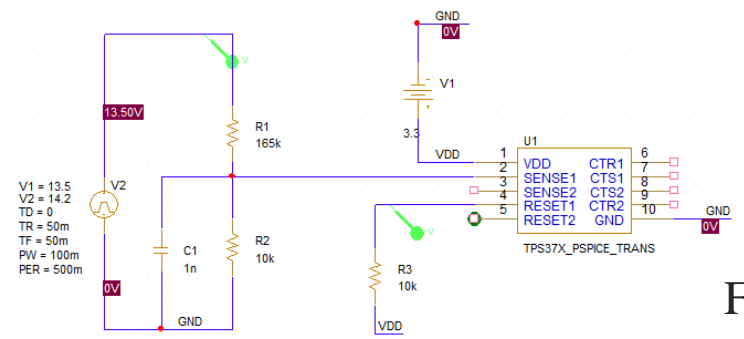 GND
0V
V
V1
13.50V
R1
165k
3.3
U1
VDD
1 VDD CTR1 6
2 SENSE1 CTS1 7
3 SENSE2 CTS2 8
4 RESET1 CTR2 9
5 RESET2 GND 10
GND
0V
TPS37X_PSPICE_TRANS
V1 = 13.5
V2 = 14.2
TD = 0
TR = 50m
TF = 50m
PW = 100m
PER = 500m
V2
C1
1n
R2
10k
V
R3
10k
0V
GND
VDD
F